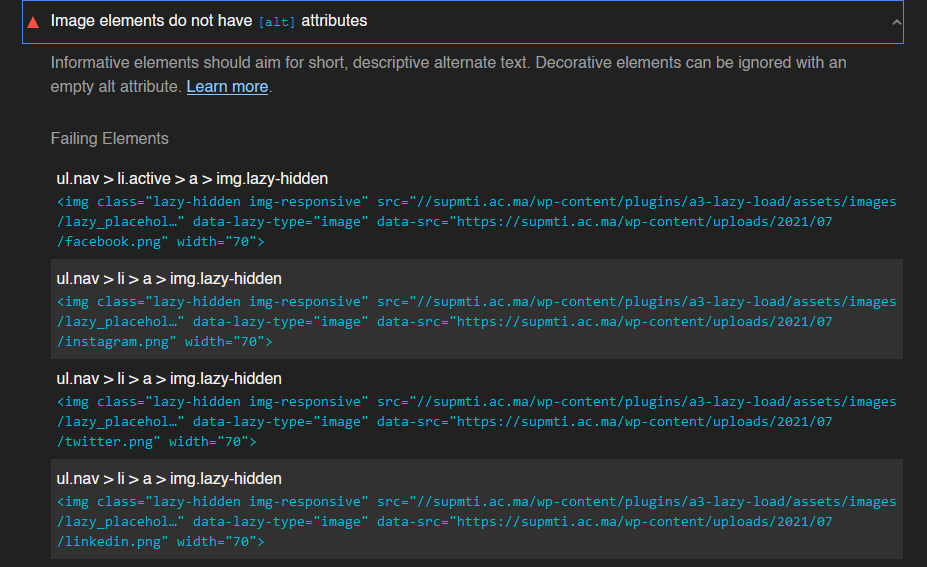 Image elements do not have [alt] attributes
Informative elements should aim for short, descriptive alternate text. Decorative elements can be ignored with an
empty alt attribute. Learn more.
Failing Elements
ul.nav > li.active > a > img.lazy-hidden
<img class="lazy-hidden img-responsive" src="//supmti.ac.ma/wp-content/plugins/a3-lazy-load/assets/images
/lazy_placehol…" data-lazy-type="image" data-src="https://supmti.ac.ma/wp-content/uploads/2021/07
/facebook.png" width="70">
ul.nav > li > a > img.lazy-hidden
<img class="lazy-hidden img-responsive" src="//supmti.ac.ma/wp-content/plugins/a3-lazy-load/assets/images
/lazy_placehol…" data-lazy-type="image" data-src="https://supmti.ac.ma/wp-content/uploads/2021/07
/instagram.png" width="70">
ul.nav > li > a > img.lazy-hidden
<img class="lazy-hidden img-responsive" src="//supmti.ac.ma/wp-content/plugins/a3-lazy-load/assets/images
/lazy_placehol…" data-lazy-type="image" data-src="https://supmti.ac.ma/wp-content/uploads/2021/07
/twitter.png" width="70">
ul.nav > li > a > img.lazy-hidden
<img class="lazy-hidden img-responsive" src="//supmti.ac.ma/wp-content/plugins/a3-lazy-load/assets/images
/lazy_placehol…" data-lazy-type="image" data-src="https://supmti.ac.ma/wp-content/uploads/2021/07
/linkedin.png" width="70">